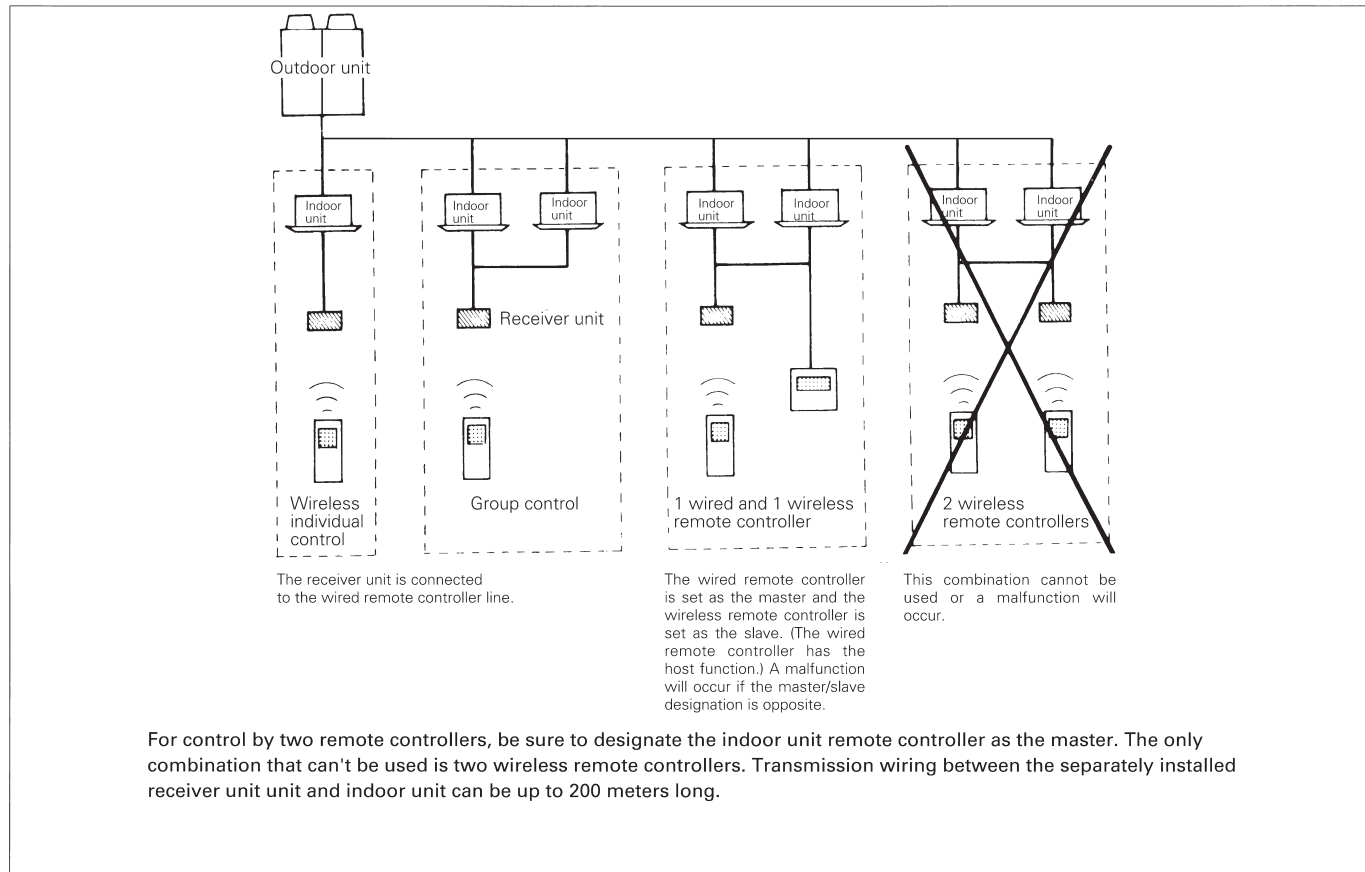 Outdoor unit
Indoor
unit
Indoor
unit
Indoor
unit
Indoor
unit
Indoor
unit
Indoor
unit
Indoor
unit
Receiver unit
Wireless
individual
control
Group control
1 wired and 1 wireless
remote controller
2 wireless
remote controllers
The receiver unit is connected
to the wired remote controller line.
The wired remote controller
is set as the master and the
wireless remote controller is
set as the slave. (The wired
remote controller has the
host function.) A malfunction
will occur if the master/slave
designation is opposite.
This combination cannot be
used or a malfunction will
occur.
For control by two remote controllers, be sure to designate the indoor unit remote controller as the master. The only
combination that can't be used is two wireless remote controllers. Transmission wiring between the separately installed
receiver unit unit and indoor unit can be up to 200 meters long.